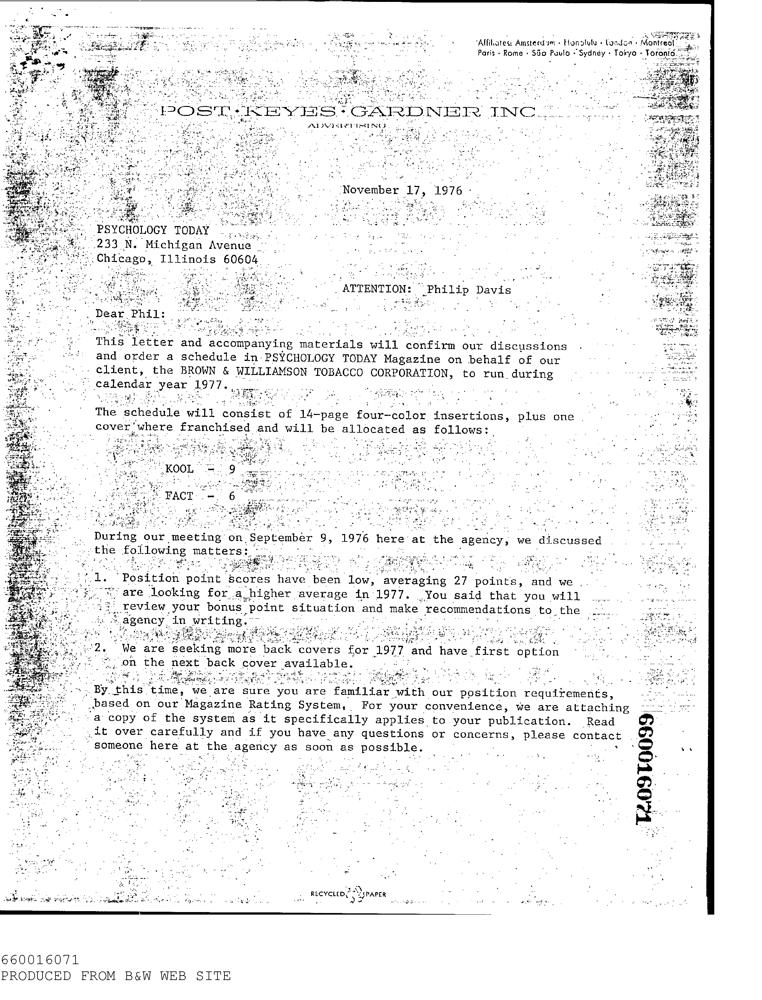 Affiliates: Amsterdam · Honolulu · London · Montreal
Paris · Rome · São Paulo · Sydney · Tokyo · Toronto
POST·KEYES·GARDNER INC
ADVERTISING
November 17, 1976
PSYCHOLOGY TODAY
233 N. Michigan Avenue
Chicago, Illinois 60604
ATTENTION: Philip Davis
Dear Phil:
This letter and accompanying materials will confirm our discussions
and order a schedule in PSYCHOLOGY TODAY Magazine on behalf of our
client, the BROWN & WILLIAMSON TOBACCO CORPORATION, to run during
calendar year 1977.
The schedule will consist of 14-page four-color insertions, plus one
cover where franchised and will be allocated as follows:
KOOL - 9
FACT - 6
During our meeting on September 9, 1976 here at the agency, we discussed
the following matters:
1. Position point scores have been low, averaging 27 points, and we
are looking for a higher average in 1977. You said that you will
review your bonus point situation and make recommendations to the
agency in writing.
2. We are seeking more back covers for 1977 and have first option
on the next back cover available.
By this time, we are sure you are familiar with our position requirements,
based on our Magazine Rating System. For your convenience, we are attaching
a copy of the system as it specifically applies to your publication. Read
it over carefully and if you have any questions or concerns, please contact
someone here at the agency as soon as possible.
660016071
RECYCLED PAPER
660016071
PRODUCED FROM B&W WEB SITE